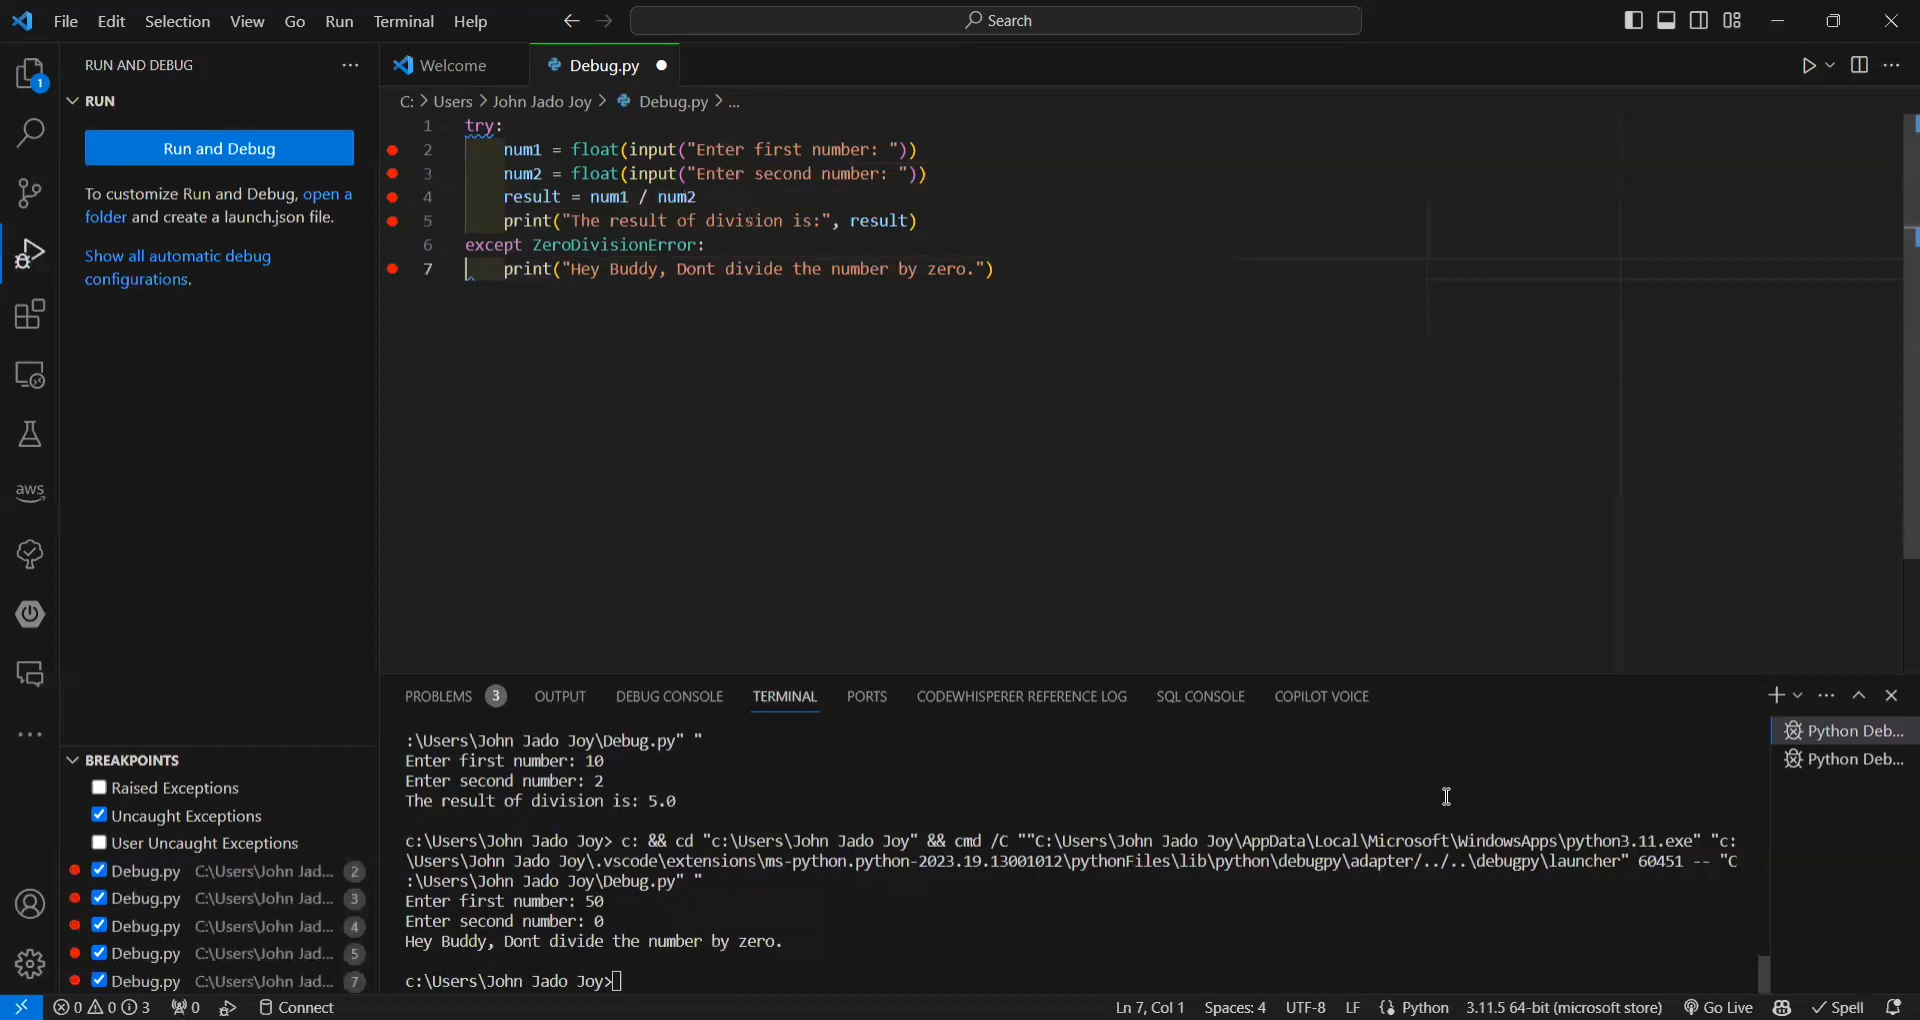 File Edit Selection View Go Run Terminal Help Search
RUN AND DEBUG
RUN
Run and Debug
To customize Run and Debug, open a
folder and create a launch.json file.
Show all automatic debug
configurations.
1
aws
BREAKPOINTS
Raised Exceptions
Uncaught Exceptions
User Uncaught Exceptions
Debug.py C:\Users\John Jad... 2
Debug.py C:\Users\John Jad... 3
Debug.py C:\Users\John Jad... 4
Debug.py C:\Users\John Jad... 5
Debug.py C:\Users\John Jad... 7
Welcome Debug.py
C: > Users > John Jado Joy > Debug.py > ...
1 try:
2 num1 = float(input("Enter first number: "))
3 num2 = float(input("Enter second number: "))
4 result = num1 / num2
5 print("The result of division is:", result)
6 except ZeroDivisionError:
7 print("Hey Buddy, Dont divide the number by zero.")
PROBLEMS 3 OUTPUT DEBUG CONSOLE TERMINAL PORTS CODEWHISPERER REFERENCE LOG SQL CONSOLE COPILOT VOICE
:\Users\John Jado Joy\Debug.py" "
Enter first number: 10
Enter second number: 2
The result of division is: 5.0
c:\Users\John Jado Joy> c: && cd "c:\Users\John Jado Joy" && cmd /C ""C:\Users\John Jado Joy\AppData\Local\Microsoft\WindowsApps\python3.11.exe" "c:
\Users\John Jado Joy\.vscode\extensions\ms-python.python-2023.19.13001012\pythonFiles\lib\python\debugpy\adapter/../..\debugpy\launcher" 60451 -- "C
:\Users\John Jado Joy\Debug.py" "
Enter first number: 50
Enter second number: 0
Hey Buddy, Dont divide the number by zero.
c:\Users\John Jado Joy>
Python Deb...
Python Deb...
0 0 3 0 Connect Ln 7, Col 1 Spaces: 4 UTF-8 LF Python 3.11.5 64-bit (microsoft store) Go Live Spell